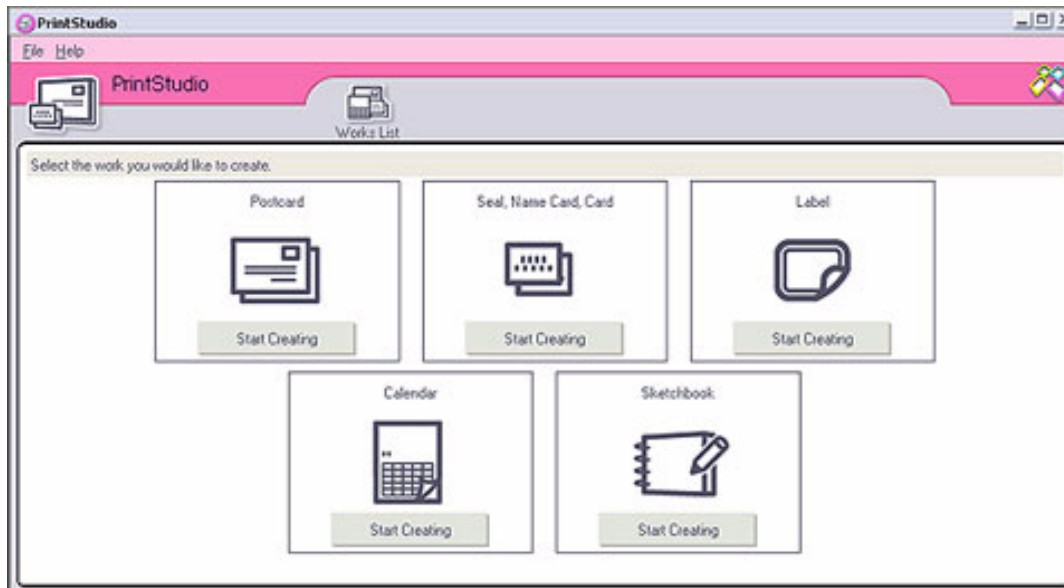 PrintStudio
File Help
PrintStudio
Works List
Select the work you would like to create.
Postcard
Seal, Name Card, Card
Label
Start Creating
Start Creating
Start Creating
Calendar
Sketchbook
Start Creating
Start Creating